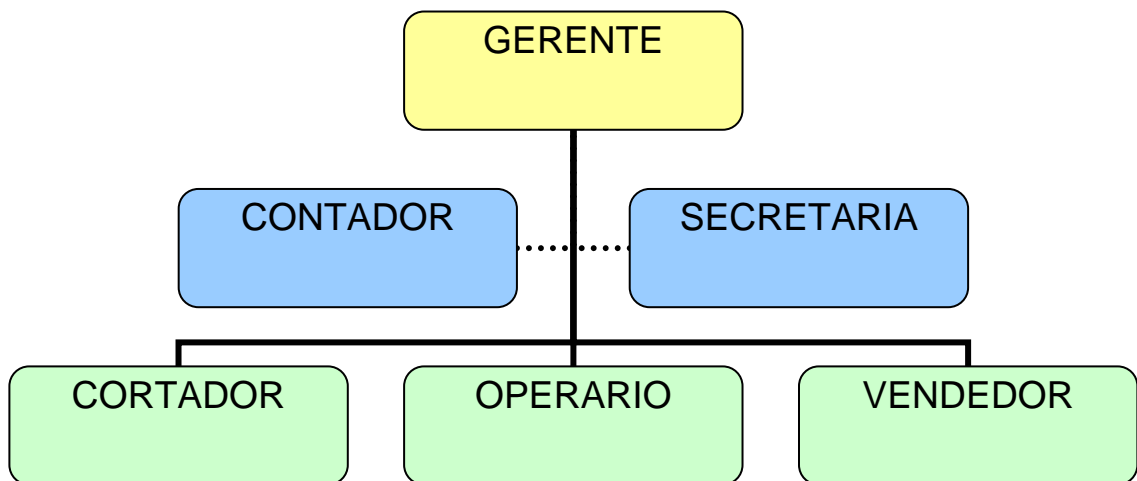 GERENTE
CONTADOR
SECRETARIA
CORTADOR
OPERARIO
VENDEDOR